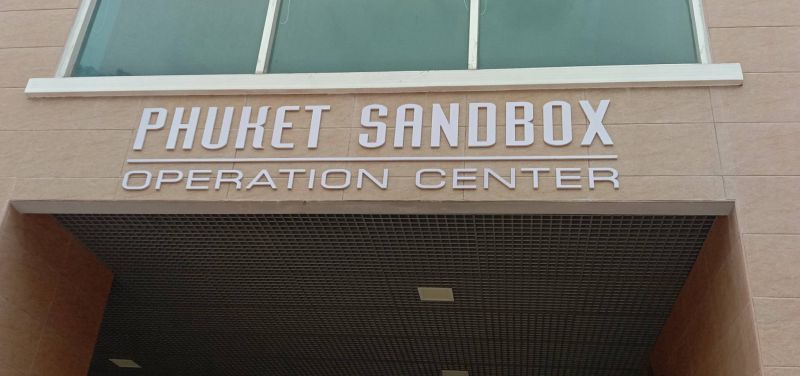 PHUKET SANDBOX
OPERATION CENTER